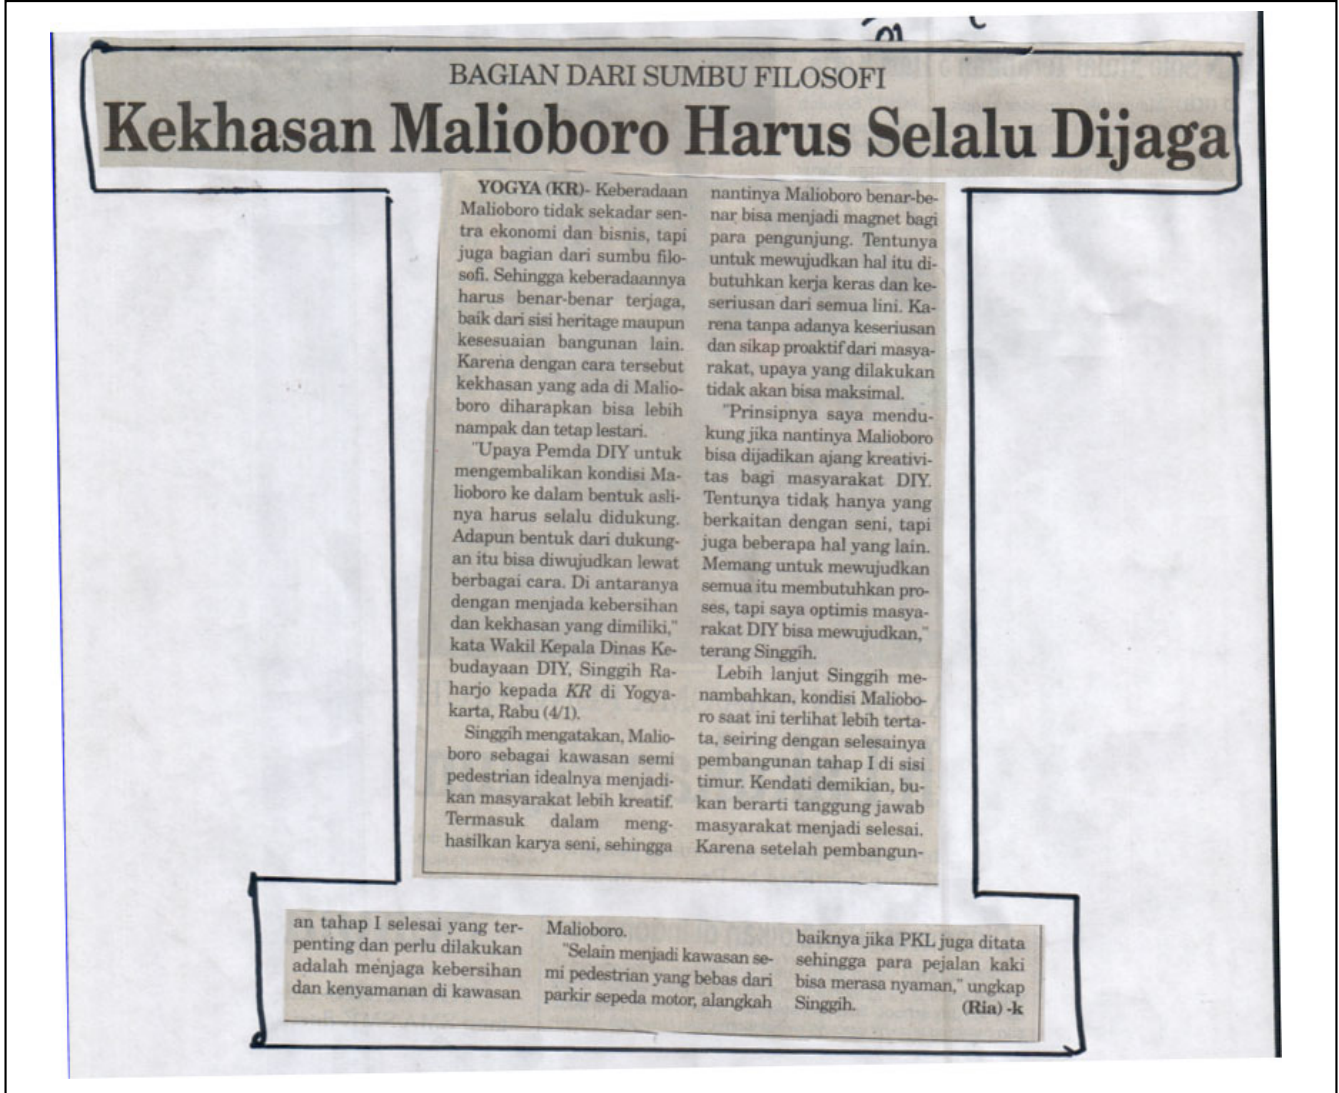 BAGIAN DARI SUMBU FILOSOFI
Kekhasan Malioboro Harus Selalu Dijaga
YOGYA (KR)- Keberadaan
Malioboro tidak sekadar sen-
tra ekonomi dan bisnis, tapi
juga bagian dari sumbu filo-
sofi. Sehingga keberadaannya
harus benar-benar terjaga,
baik dari sisi heritage maupun
kesesuaian bangunan lain.
Karena dengan cara tersebut
kekhasan yang ada di Malio-
boro diharapkan bisa lebih
nampak dan tetap lestari.
"Upaya Pemda DIY untuk
mengembalikan kondisi Ma-
lioboro ke dalam bentuk asli-
nya harus selalu didukung.
Adapun bentuk dari dukung-
an itu bisa diwujudkan lewat
berbagai cara. Di antaranya
dengan menjada kebersihan
dan kekhasan yang dimiliki,"
kata Wakil Kepala Dinas Ke-
budayaan DIY, Singgih Ra-
harjo kepada KR di Yogya-
karta, Rabu (4/1).
Singgih mengatakan, Malio-
boro sebagai kawasan semi
pedestrian idealnya menjadi-
kan masyarakat lebih kreatif.
Termasuk dalam meng-
hasilkan karya seni, sehingga
nantinya Malioboro benar-be-
nar bisa menjadi magnet bagi
para pengunjung. Tentunya
untuk mewujudkan hal itu di-
butuhkan kerja keras dan ke-
seriusan dari semua lini. Ka-
rena tanpa adanya keseriusan
dan sikap proaktif dari masya-
rakat, upaya yang dilakukan
tidak akan bisa maksimal.
"Prinsipnya saya mendu-
kung jika nantinya Malioboro
bisa dijadikan ajang kreativi-
tas bagi masyarakat DIY.
Tentunya tidak hanya yang
berkaitan dengan seni, tapi
juga beberapa hal yang lain.
Memang untuk mewujudkan
semua itu membutuhkan pro-
ses, tapi saya optimis masya-
rakat DIY bisa mewujudkan,"
terang Singgih.
Lebih lanjut Singgih me-
nambahkan, kondisi Maliobo-
ro saat ini terlihat lebih terta-
ta, seiring dengan selesainya
pembangunan tahap I di sisi
timur. Kendati demikian, bu-
kan berarti tanggung jawab
masyarakat menjadi selesai.
Karena setelah pembangun-
an tahap I selesai yang ter-
penting dan perlu dilakukan
adalah menjaga kebersihan
dan kenyamanan di kawasan
Malioboro.
"Selain menjadi kawasan se-
mi pedestrian yang bebas dari
parkir sepeda motor, alangkah
baiknya jika PKL juga ditata
sehingga para pejalan kaki
bisa merasa nyaman," ungkap
Singgih. (Ria) -k